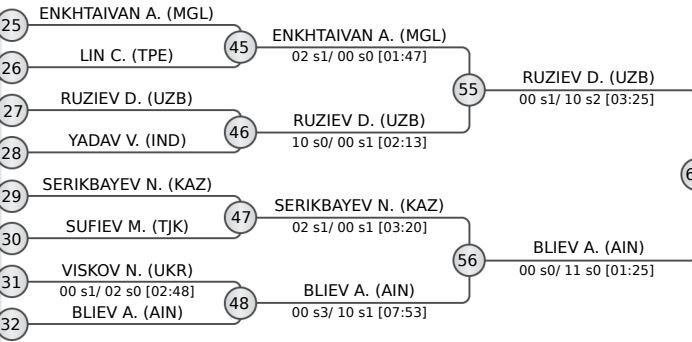 25
ENKHTAIVAN A. (MGL)
26
LIN C. (TPE)
45
ENKHTAIVAN A. (MGL)
02 s1/ 00 s0 [01:47]
27
RUZIEV D. (UZB)
28
YADAV V. (IND)
46
RUZIEV D. (UZB)
10 s0/ 00 s1 [02:13]
55
RUZIEV D. (UZB)
00 s1/ 10 s2 [03:25]
29
SERIKBAYEV N. (KAZ)
30
SUFIEV M. (TJK)
47
SERIKBAYEV N. (KAZ)
02 s1/ 00 s1 [03:20]
31
VISKOV N. (UKR)
00 s1/ 02 s0 [02:48]
32
BLIEV A. (AIN)
48
BLIEV A. (AIN)
00 s3/ 10 s1 [07:53]
56
BLIEV A. (AIN)
00 s0/ 11 s0 [01:25]